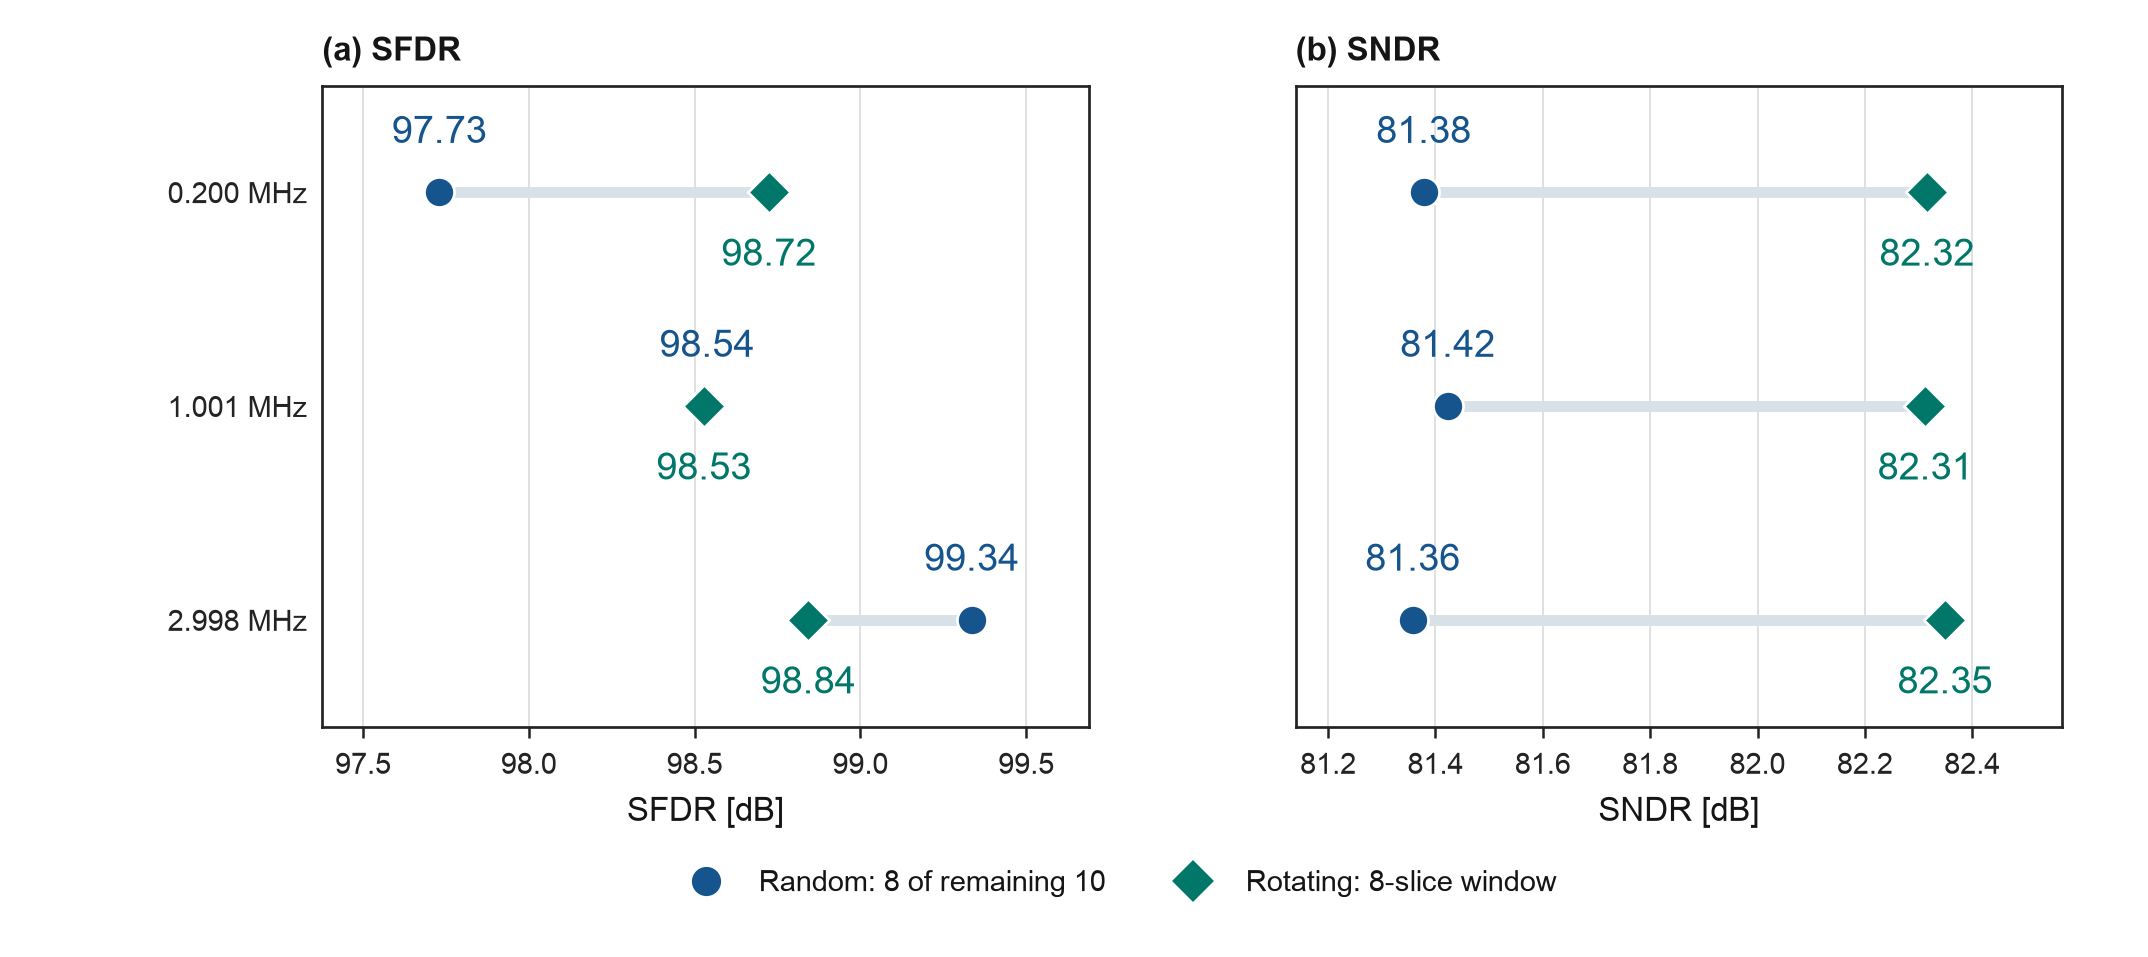 (a) SFDR
97.73
0.200 MHz
98.72
98.54
1.001 MHz
98.53
99.34
2.998 MHz
98.84
97.5 98.0 98.5 99.0 99.5
SFDR [dB]
(b) SNDR
81.38
82.32
81.42
82.31
81.36
82.35
81.2 81.4 81.6 81.8 82.0 82.2 82.4
SNDR [dB]
Random: 8 of remaining 10 Rotating: 8-slice window